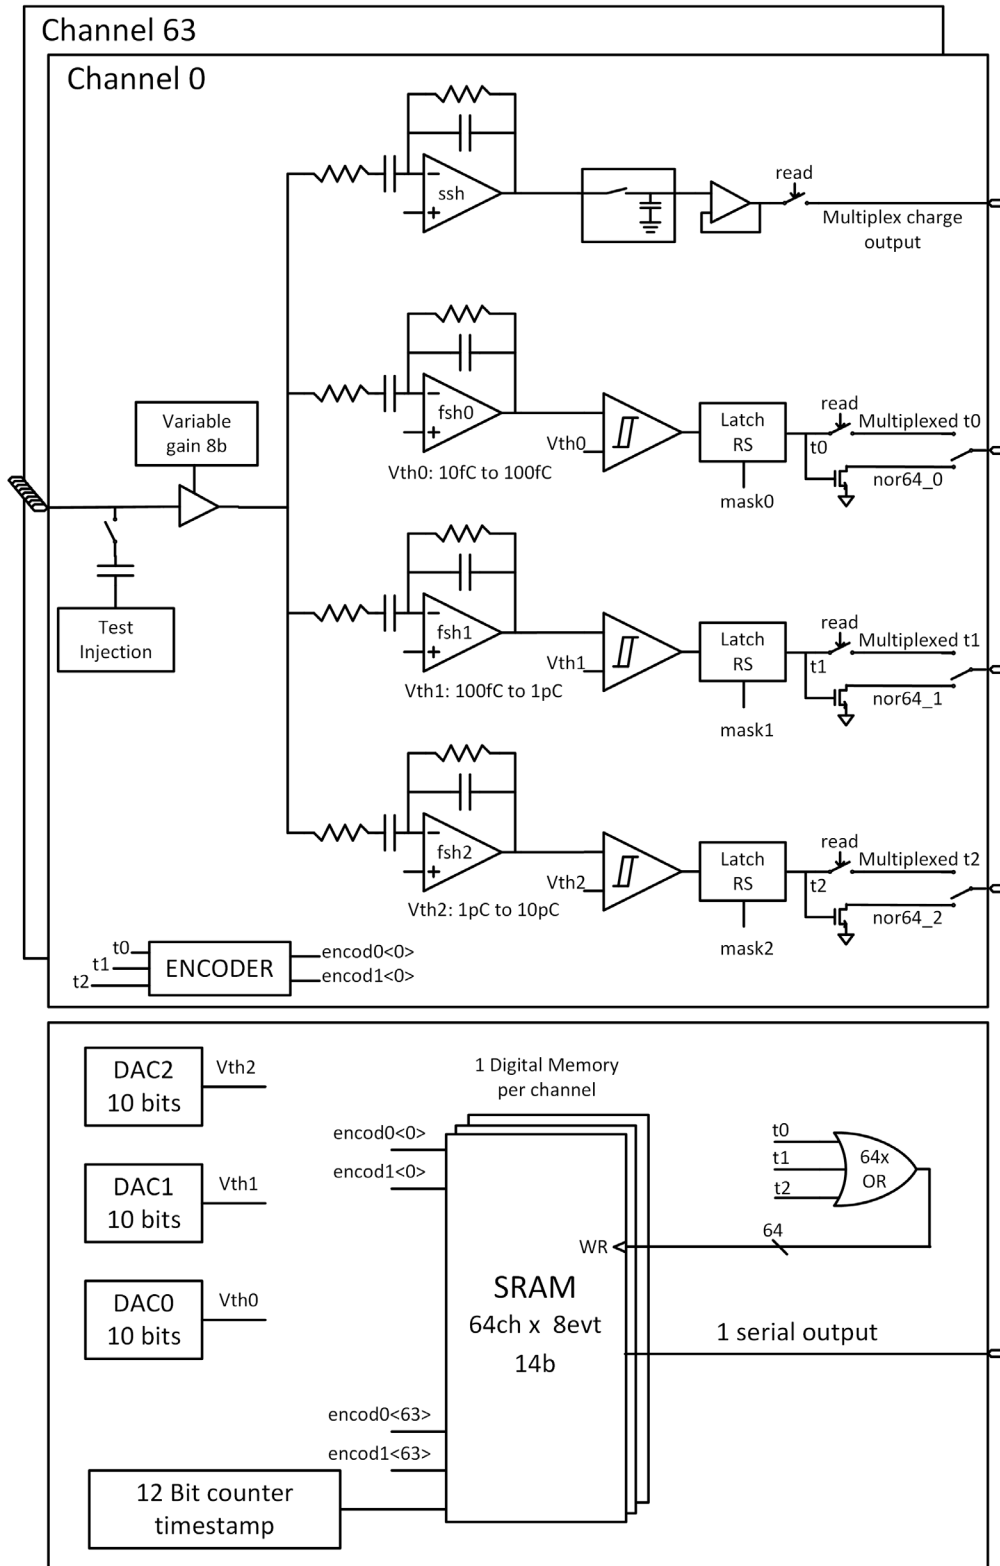 Channel 63
Channel 0
ssh
read
Multiplex charge
output
Variable
gain 8b
fsh0
Vth0
Vth0: 10fC to 100fC
Latch
RS
mask0
read
t0
Multiplexed t0
nor64_0
Test
Injection
fsh1
Vth1
Vth1: 100fC to 1pC
Latch
RS
mask1
read
t1
Multiplexed t1
nor64_1
fsh2
Vth2
Vth2: 1pC to 10pC
Latch
RS
mask2
read
t2
Multiplexed t2
nor64_2
t0
t1
t2
ENCODER
encod0<0>
encod1<0>
DAC2
10 bits
Vth2
DAC1
10 bits
Vth1
DAC0
10 bits
Vth0
1 Digital Memory
per channel
encod0<0>
encod1<0>
t0
t1
t2
64x
OR
64
WR
SRAM
64ch x 8evt
14b
1 serial output
encod0<63>
encod1<63>
12 Bit counter
timestamp